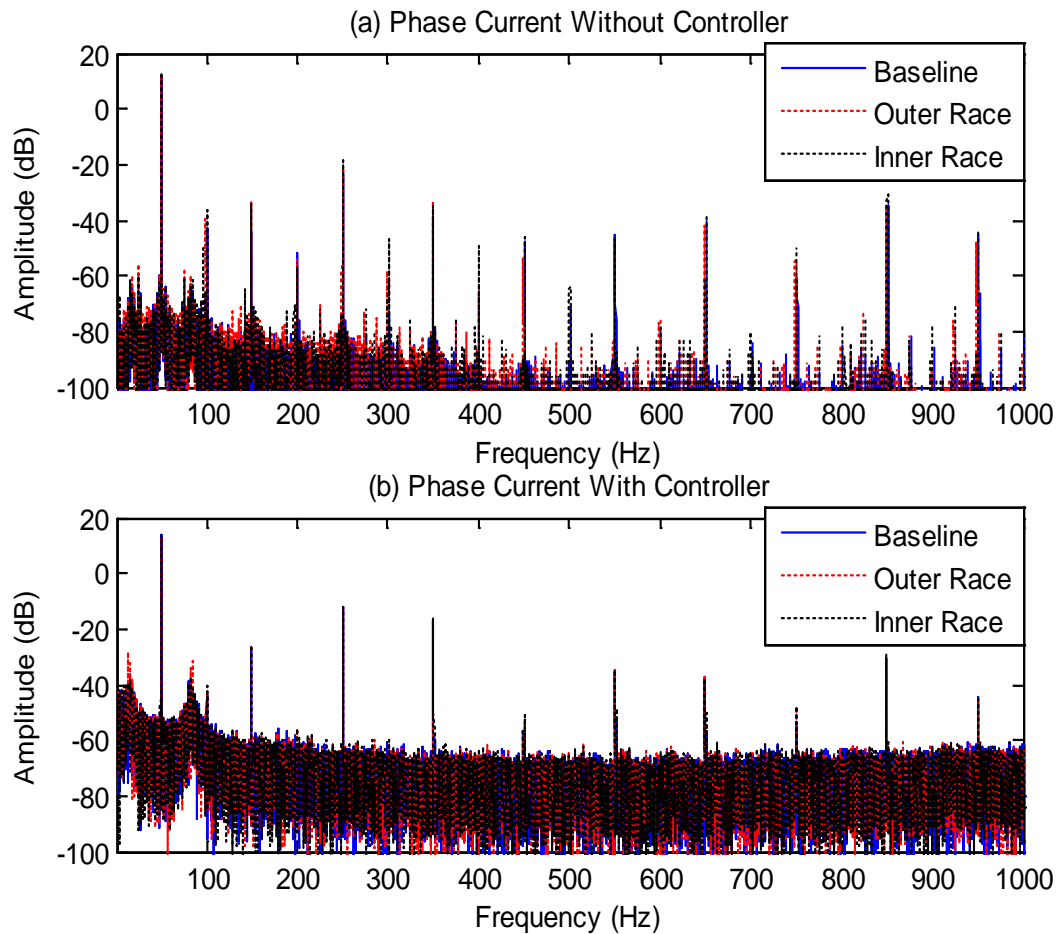 (a) Phase Current Without Controller
Amplitude (dB)
20
0
-20
-40
-60
-80
-100
Baseline
Outer Race
Inner Race
100 200 300 400 500 600 700 800 900 1000
Frequency (Hz)
(b) Phase Current With Controller
Amplitude (dB)
20
0
-20
-40
-60
-80
-100
Baseline
Outer Race
Inner Race
100 200 300 400 500 600 700 800 900 1000
Frequency (Hz)